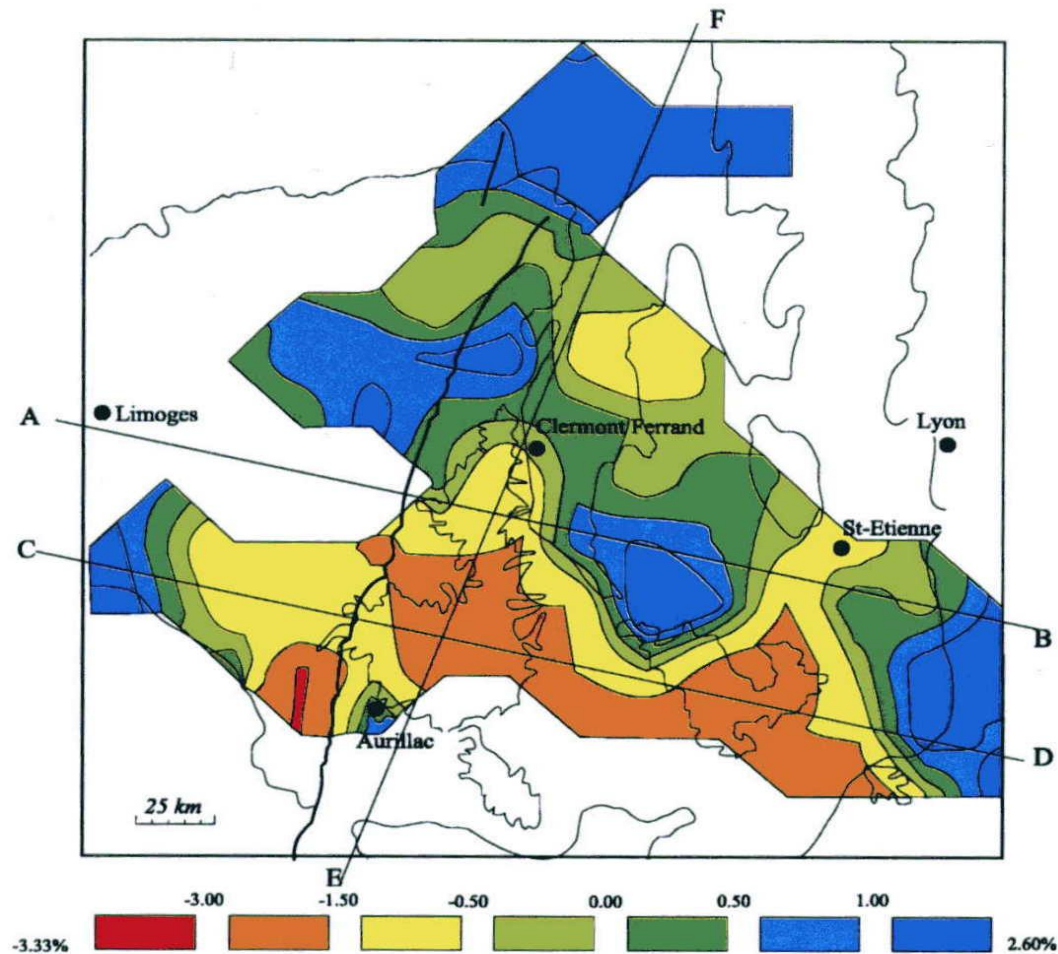 F
A
Limoges
Clermont Ferrand
Lyon
St-Etienne
C
B
Aurillac
D
25 km
E
-3.00 -1.50 -0.50 0.00 0.50 1.00
-3.33% 2.60%